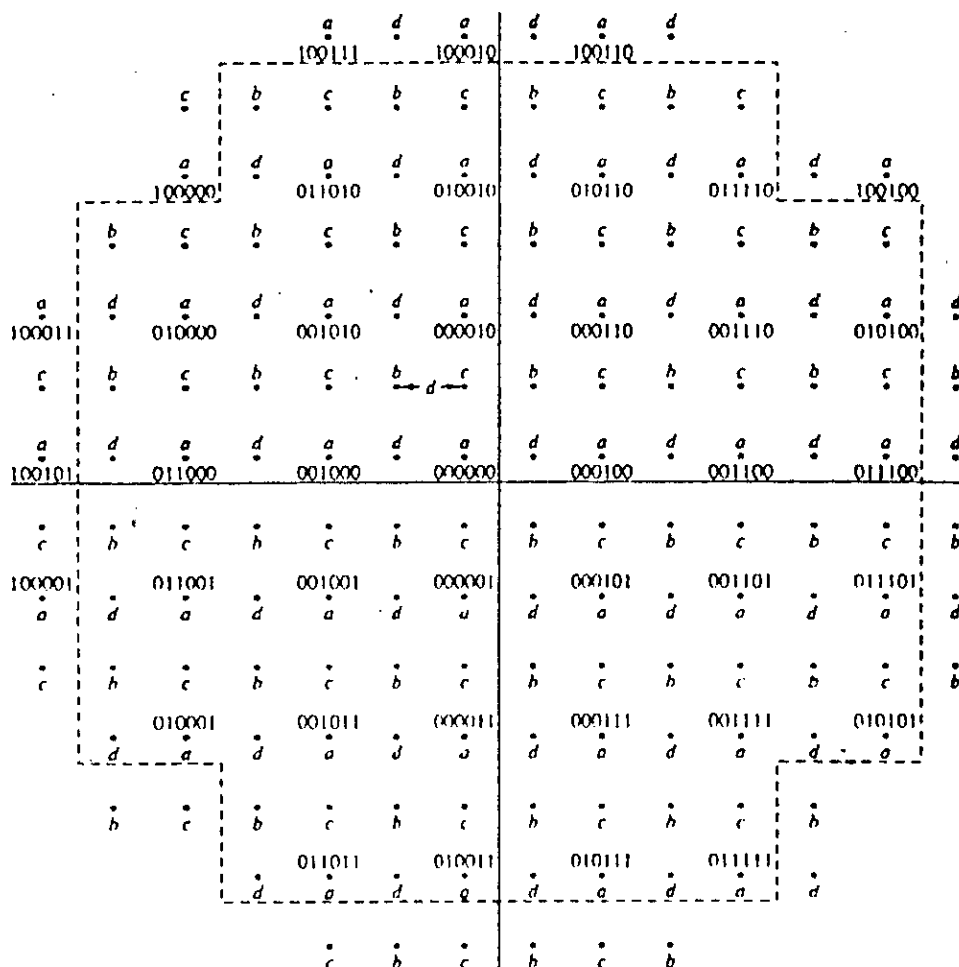 a d a d a d
100111 100010 100110
c b c b c b c b c
a d a d a d a d a d a
100000 011010 010010 010110 011110 100100
b c b c b c b c b c b c
a d a d a d a d a d a d a d
100011 010000 001010 000010 000110 001110 010100
c b c b c b c b c b c b c b
d
a d a d a d a d a d a d a d
100101 011000 001000 000000 000100 001100 011100
c b c b c b c b c b c b c b
100001 011001 001001 000001 000101 001101 011101
a d a d a d a d a d a d a d
c b c b c b c b c b c b c b
010001 001011 000011 000111 001111 010101
d a d a d a d a d a d a
b c b c b c b c b c b
011011 010011 010111 011111
d a d a d a d a d
c b c b c b